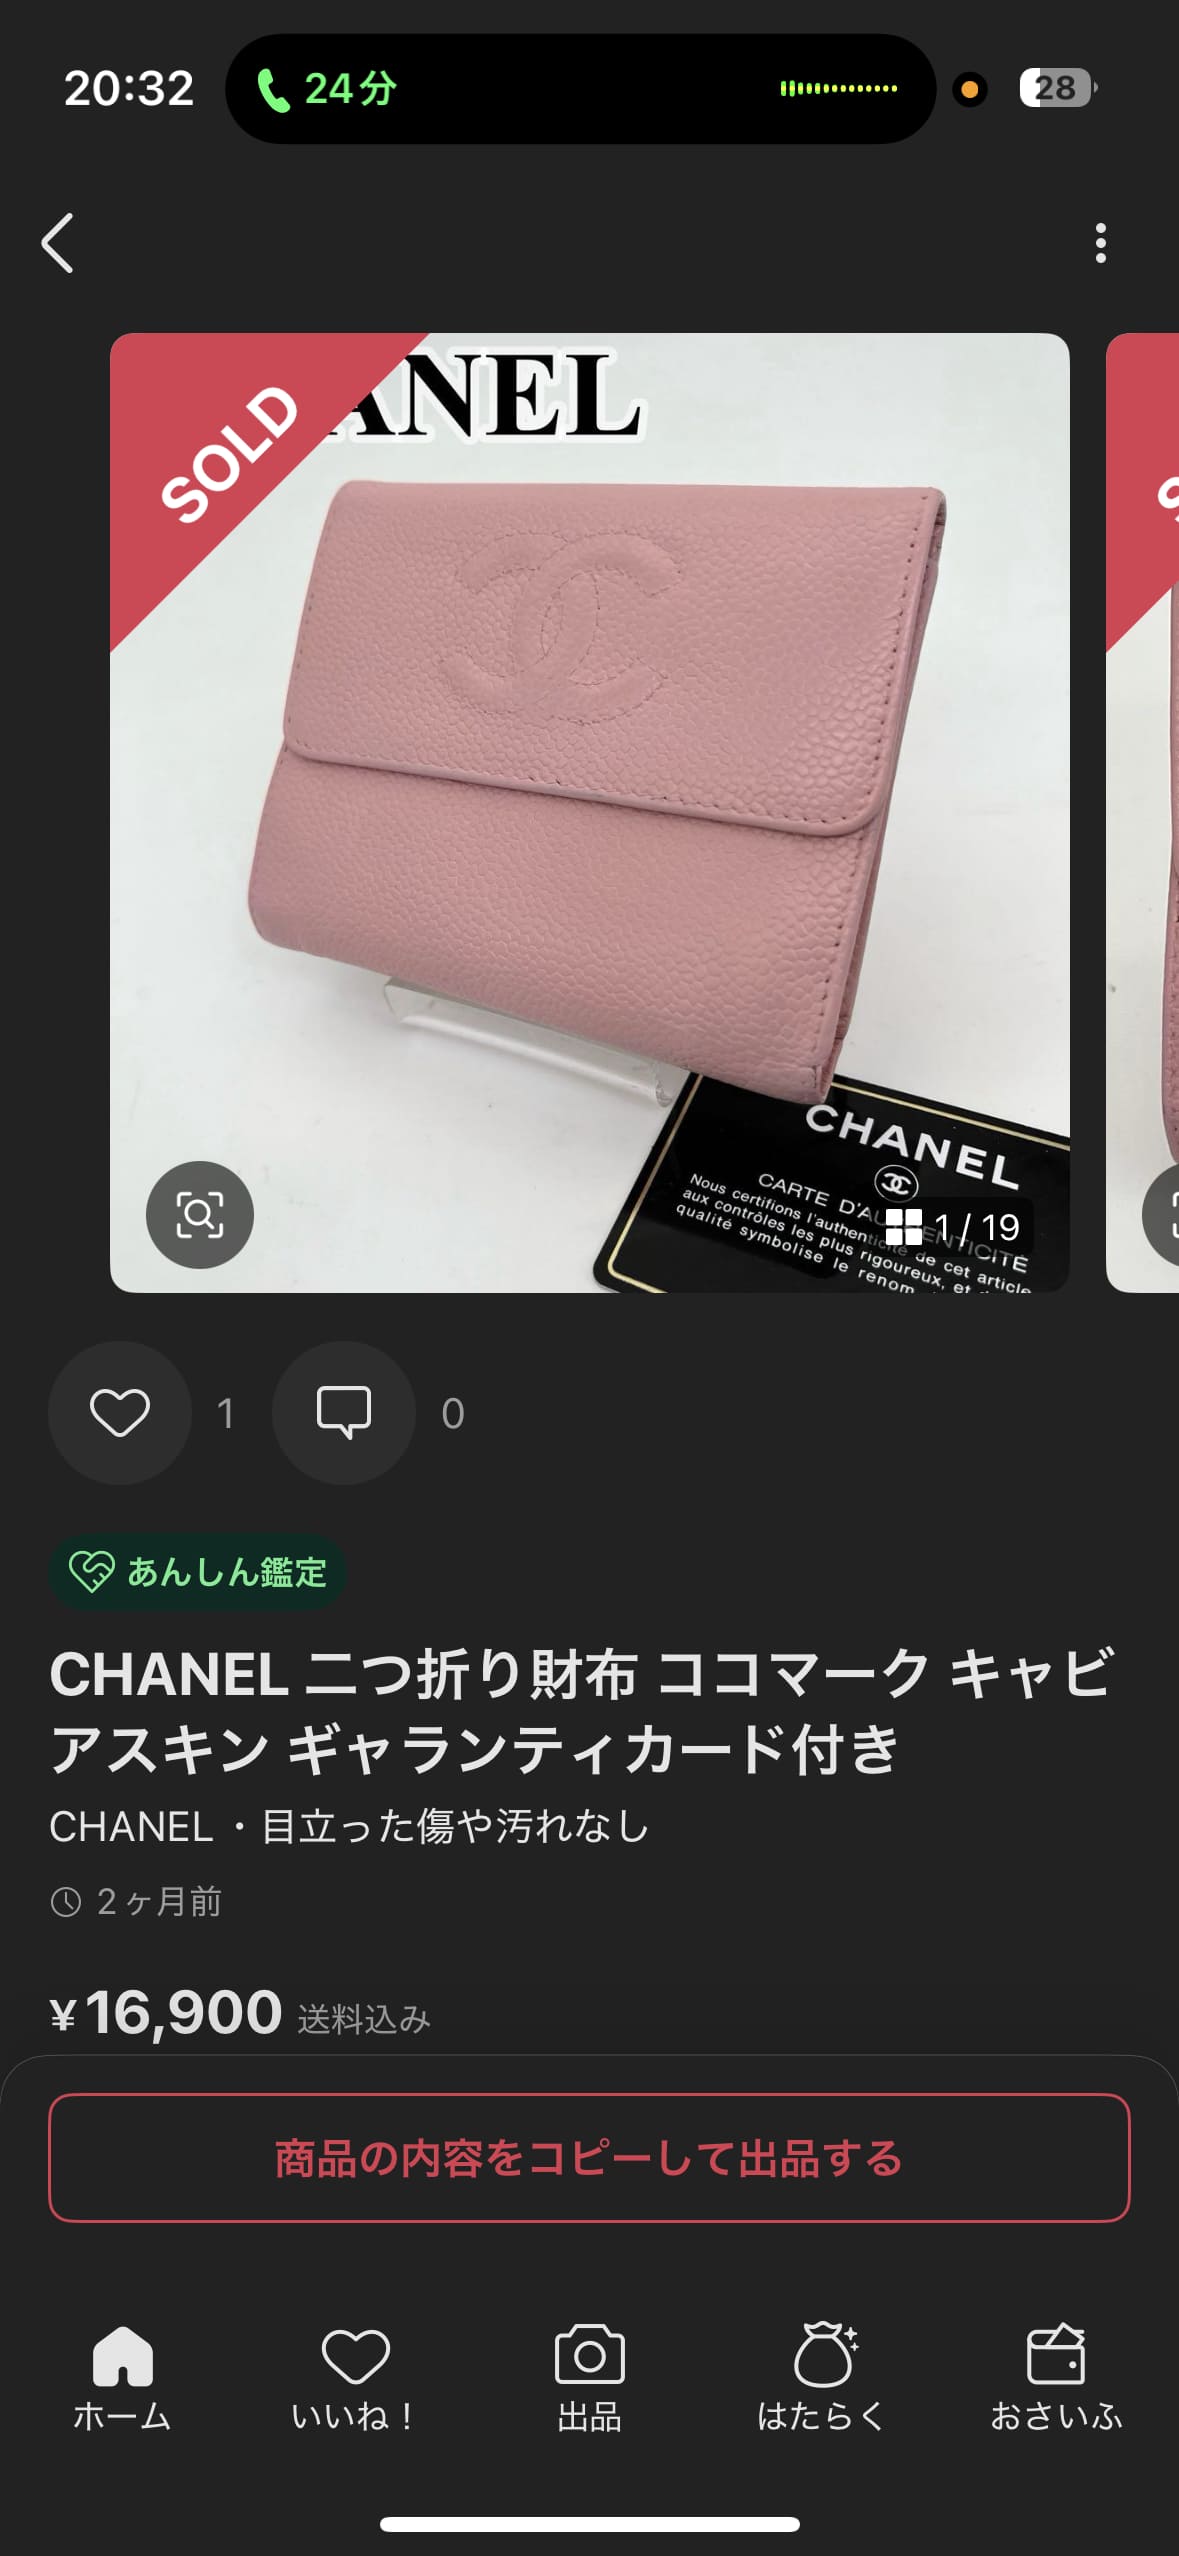 20:32
24分
28
SOLD
ANEL
CHANEL
CARTE D'AUTHENTICITÉ
Nous certifions l'authenticité de cet article
aux contrôles les plus rigoureux, et
qualité symbolise le renom
1 / 19
1
0
あんしん鑑定
CHANEL 二つ折り財布 ココマーク キャビ
アスキン ギャランティカード付き
CHANEL・目立った傷や汚れなし
2ヶ月前
¥16,900 送料込み
商品の内容をコピーして出品する
ホーム
いいね!
出品
はたらく
おさいふ